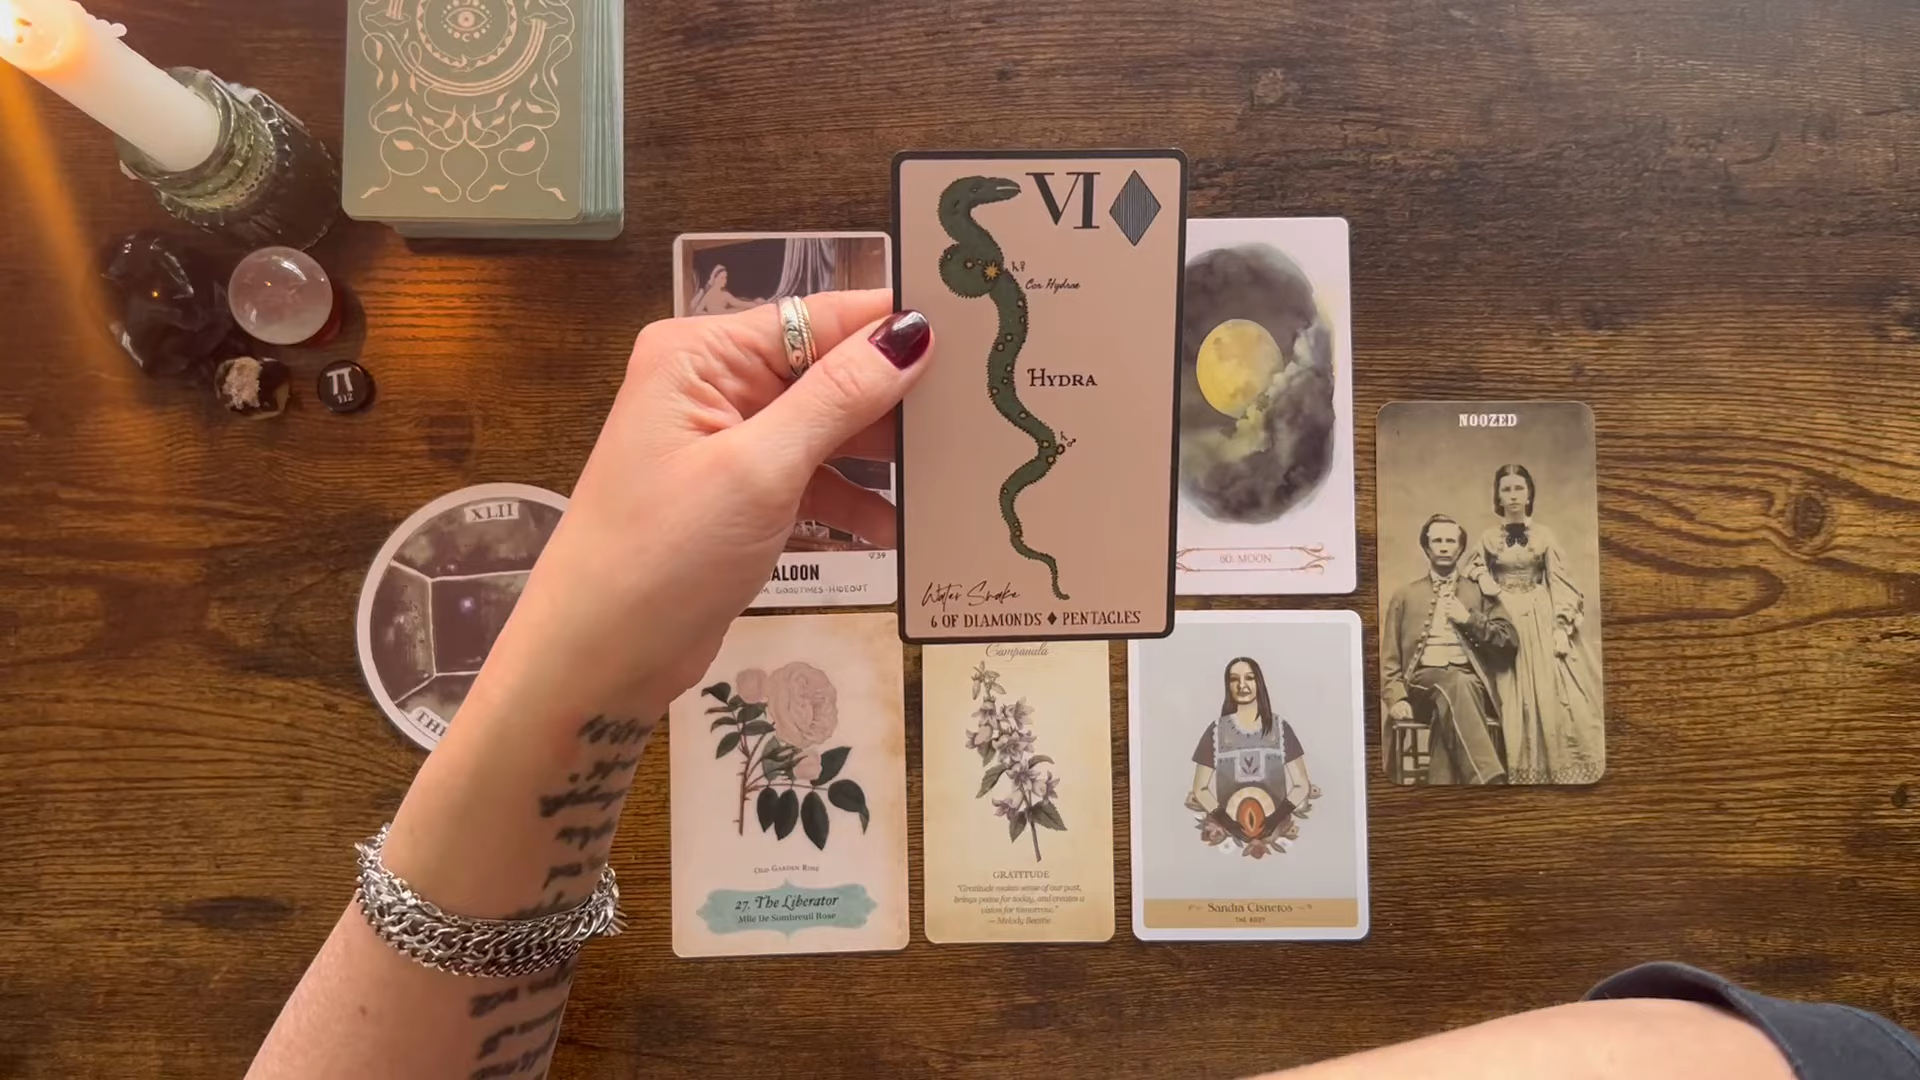 VI
Cor Hydrae
HYDRA
Water Snake
6 OF DIAMONDS ♦ PENTACLES
80. MOON
NOOZED
XLII
ALOON
GOODTIMES·HIDEOUT
TT
112
OLD GARDEN ROSE
27. The Liberator
Mlle De Sombreuil Rose
Campanula
GRATITUDE
"Gratitude makes sense of our past,
brings peace for today, and creates a
vision for tomorrow."
— Melody Beattie
Sandra Cisneros
THE BODY